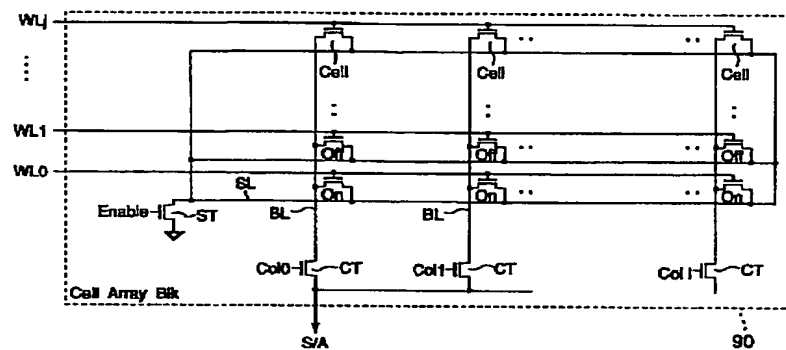 WLj
Cell Cell Cell
WL1
Off Off Off
WL0
On On On
SL
Enable ST BL BL
Col0 CT Col1 CT Col i CT
Cell Array Blk
S/A 90